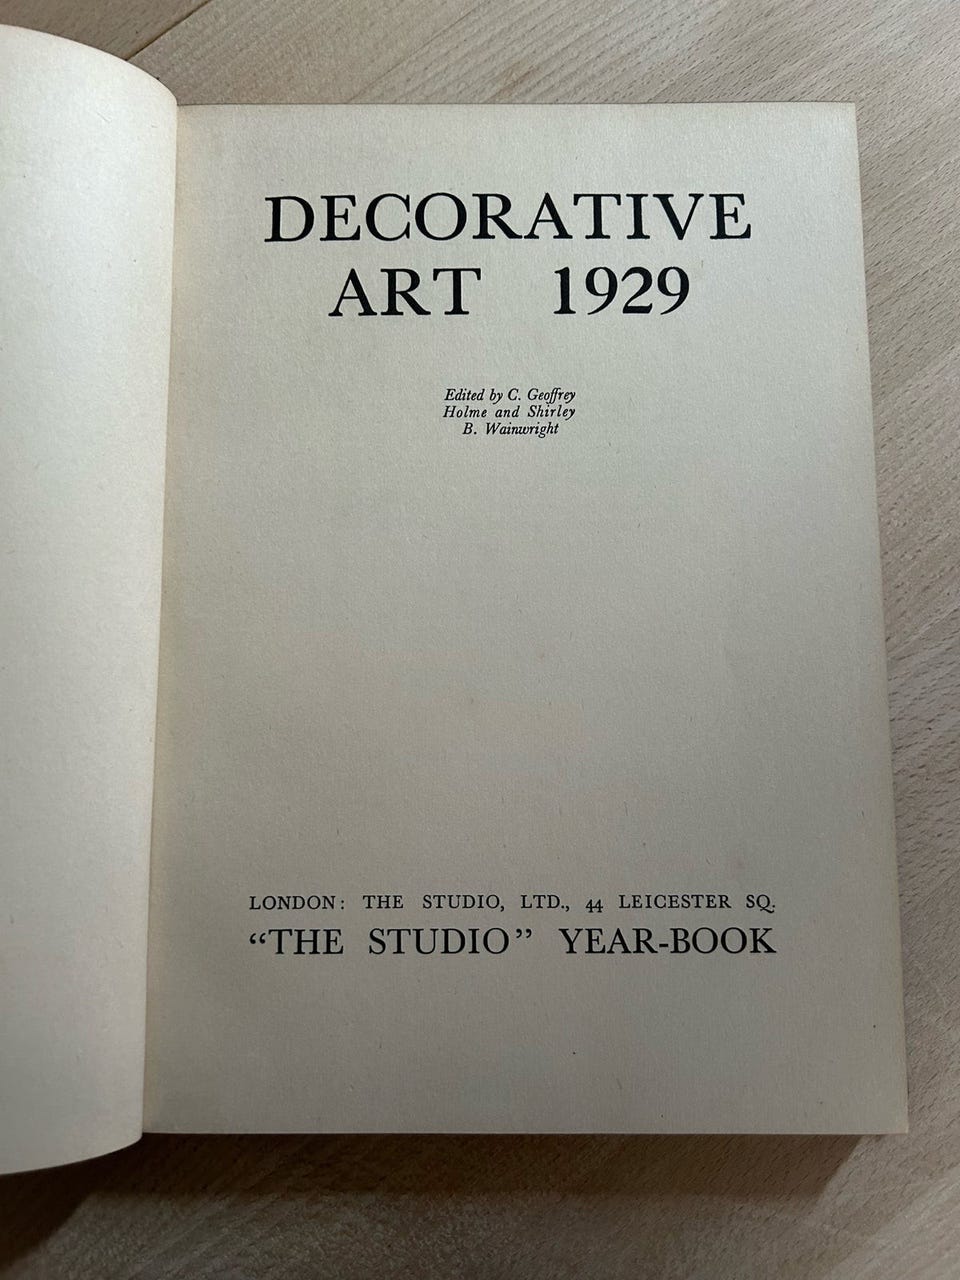 DECORATIVE
ART 1929
Edited by C. Geoffrey
Holme and Shirley
B. Wainwright
LONDON: THE STUDIO, LTD., 44 LEICESTER SQ.
“THE STUDIO” YEAR-BOOK